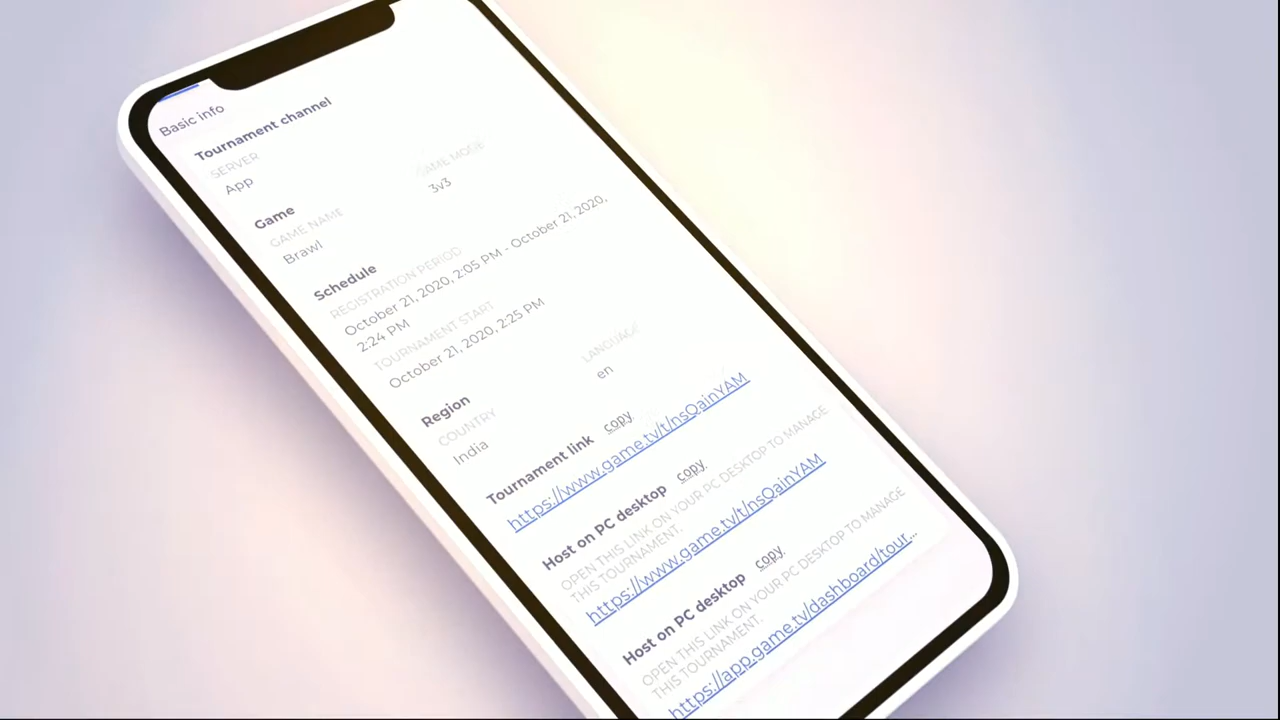 Basic info
Tournament channel
SERVER
App
Game
GAME NAME
GAME MODE
Brawl
3v3
Schedule
REGISTRATION PERIOD
October 21, 2020, 2:05 PM - October 21, 2020,
2:24 PM
TOURNAMENT START
October 21, 2020, 2:25 PM
Region
COUNTRY
LANGUAGE
India
en
Tournament link copy
https://www.game.tv/t/nsQainYAM
Host on PC desktop copy
OPEN THIS LINK ON YOUR PC DESKTOP TO MANAGE
THIS TOURNAMENT.
https://www.game.tv/t/nsQainYAM
Host on PC desktop copy
OPEN THIS LINK ON YOUR PC DESKTOP TO MANAGE
THIS TOURNAMENT.
https://app.game.tv/dashboard/tour...